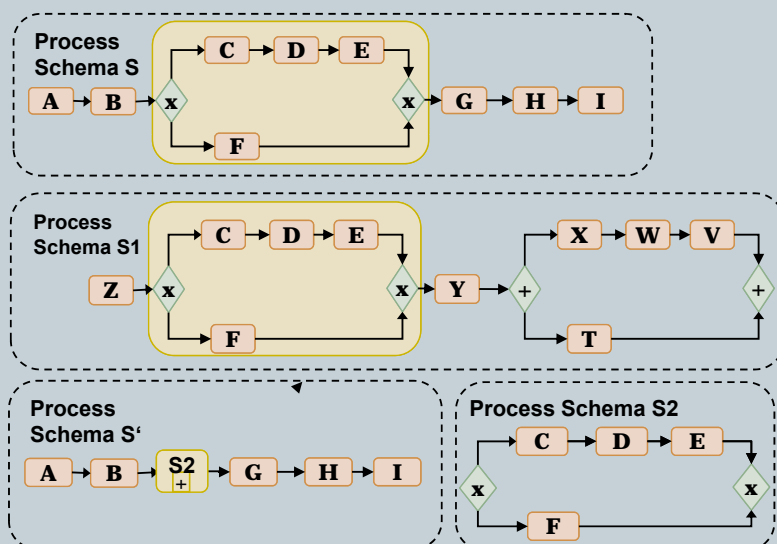 Process
Schema S
C D E
A B x x G H I
F
Process
Schema S1
C D E X W V
Z x x Y + +
F T
Process
Schema S‘
A B S2 G H I
+
Process Schema S2
C D E
x x
F